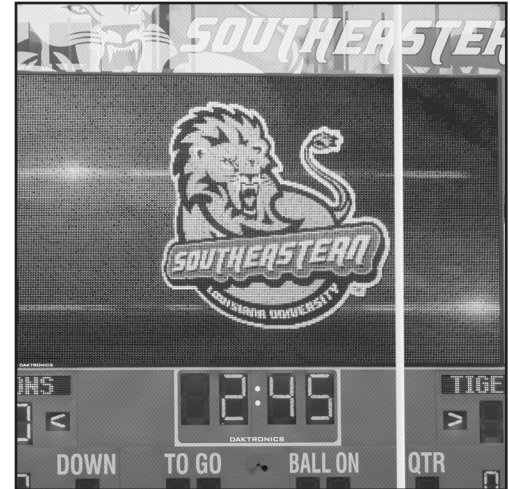 SOUTHEASTER
SOUTHEASTERN
LOUISIANA UNIVERSITY
DAKTRONICS
ONS
TIGE
2:45
<
>
DAKTRONICS
DOWN TO GO BALL ON QTR